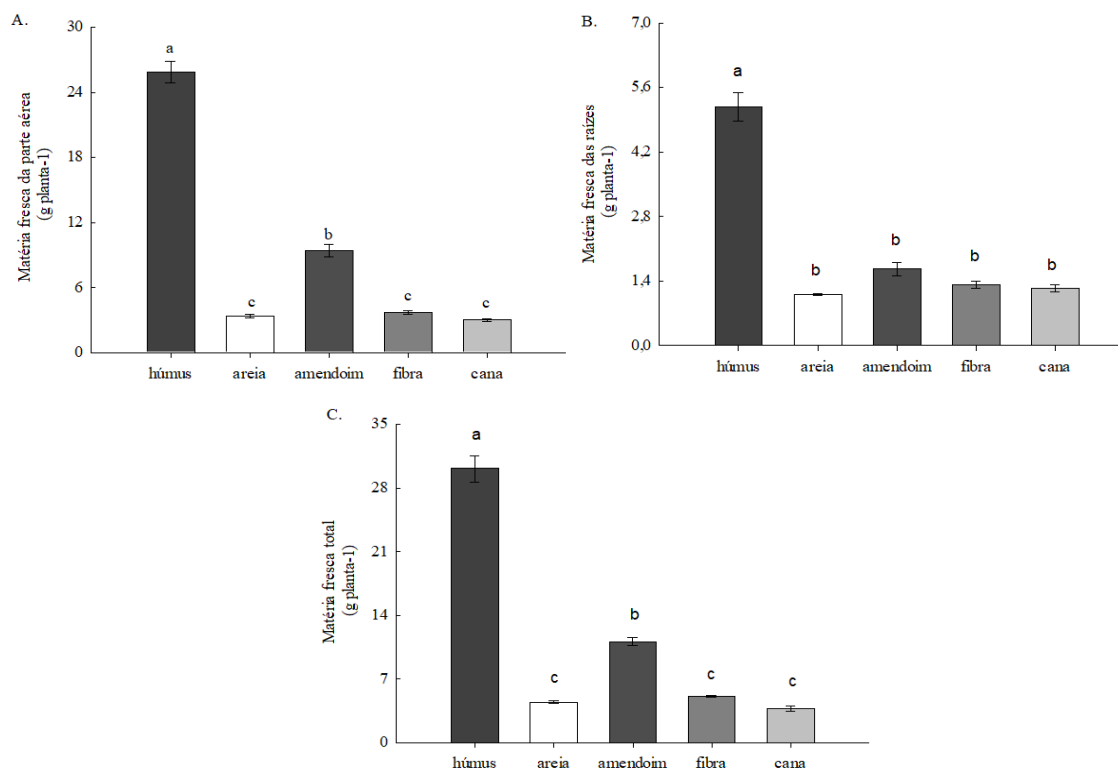 A.
Matéria fresca da parte aérea
(g planta-1)
30
24
18
12
6
0
a
c
b
c
c
húmus areia amendoim fibra cana
B.
Matéria fresca das raízes
(g planta-1)
7,0
5,6
4,2
2,8
1,4
0,0
a
b
b
b
b
húmus areia amendoim fibra cana
C.
Matéria fresca total
(g planta-1)
35
28
21
14
7
0
a
c
b
c
c
húmus areia amendoim fibra cana